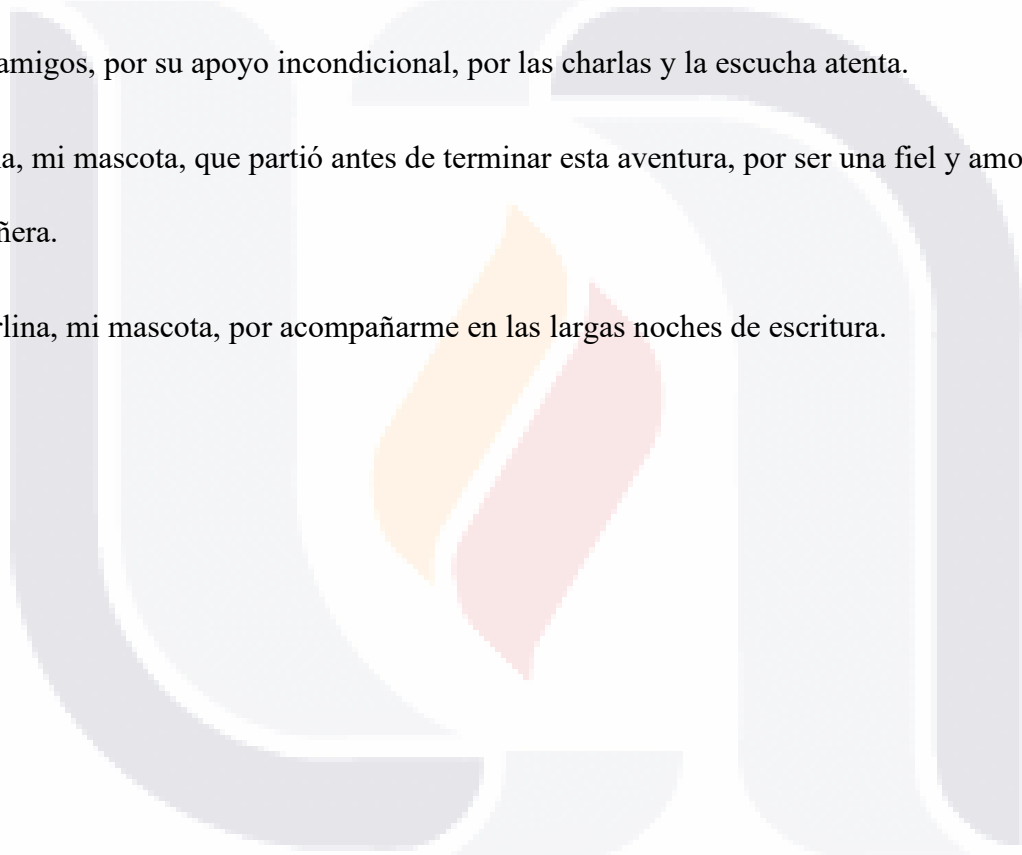 amigos, por su apoyo incondicional, por las charlas y la escucha atenta.
a, mi mascota, que partió antes de terminar esta aventura, por ser una fiel y amo
ñera.
rlina, mi mascota, por acompañarme en las largas noches de escritura.